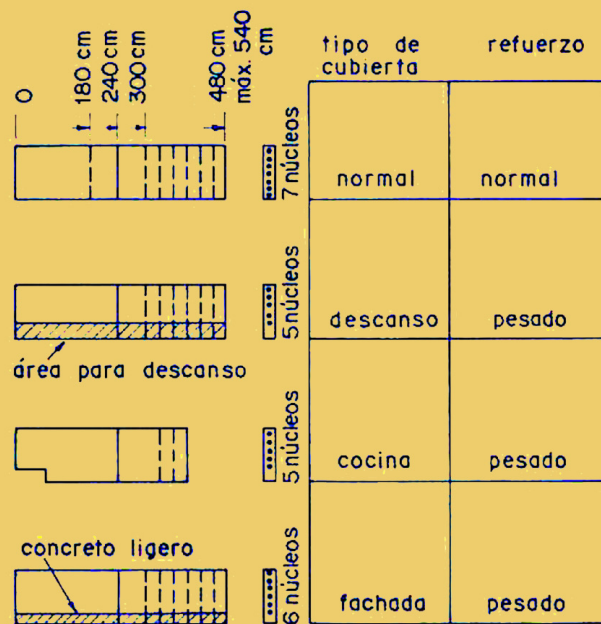 0
180 cm
240 cm
300 cm
480 cm
máx. 540
cm
tipo de
cubierta
refuerzo
7 núcleos
normal
normal
5 núcleos
descanso
pesado
área para descanso
5 núcleos
cocina
pesado
concreto ligero
6 núcleos
fachada
pesado